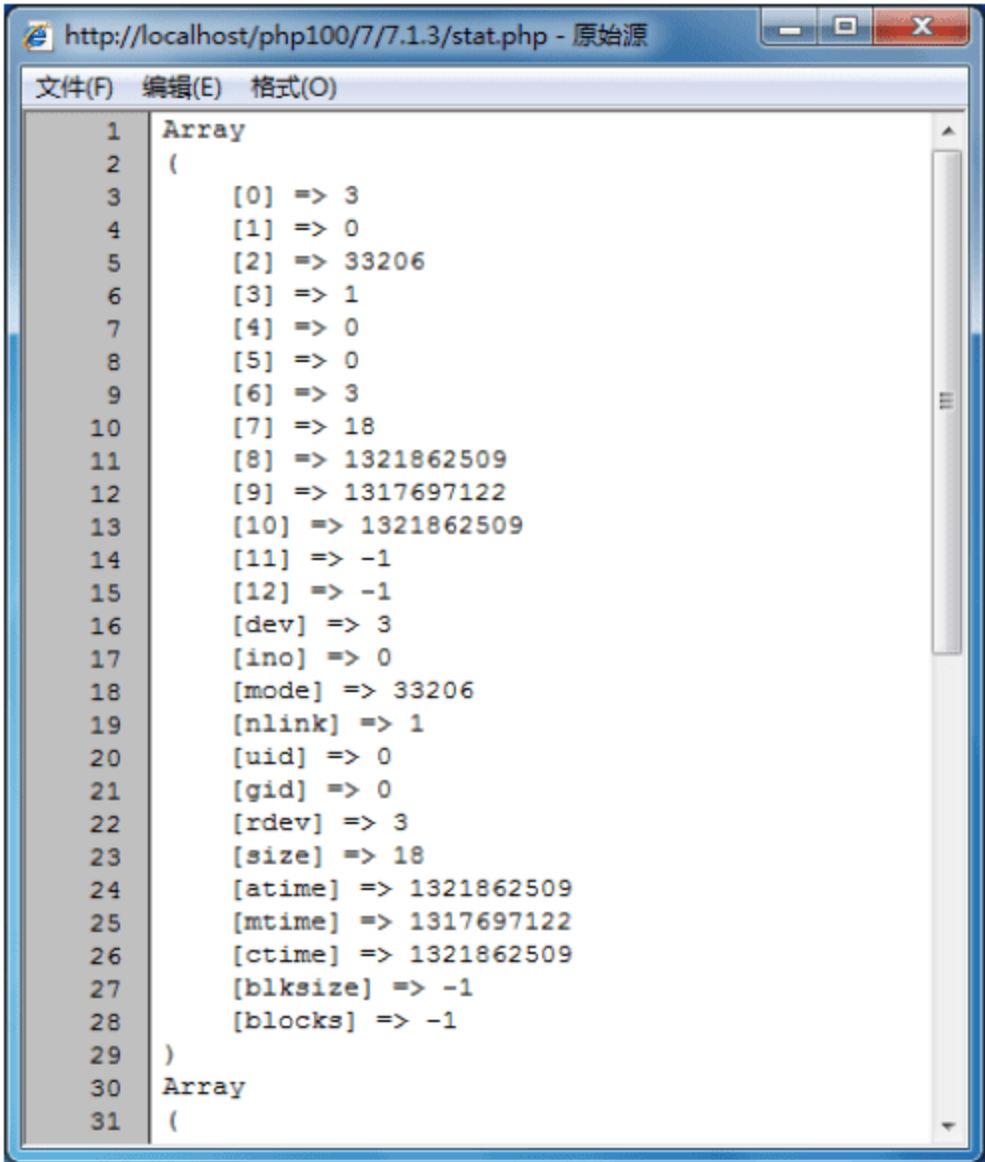 http://localhost/php100/7/7.1.3/stat.php - 原始源
文件(F) 编辑(E) 格式(O)
1 Array
2 (
3 [0] => 3
4 [1] => 0
5 [2] => 33206
6 [3] => 1
7 [4] => 0
8 [5] => 0
9 [6] => 3
10 [7] => 18
11 [8] => 1321862509
12 [9] => 1317697122
13 [10] => 1321862509
14 [11] => -1
15 [12] => -1
16 [dev] => 3
17 [ino] => 0
18 [mode] => 33206
19 [nlink] => 1
20 [uid] => 0
21 [gid] => 0
22 [rdev] => 3
23 [size] => 18
24 [atime] => 1321862509
25 [mtime] => 1317697122
26 [ctime] => 1321862509
27 [blksize] => -1
28 [blocks] => -1
29 )
30 Array
31 (